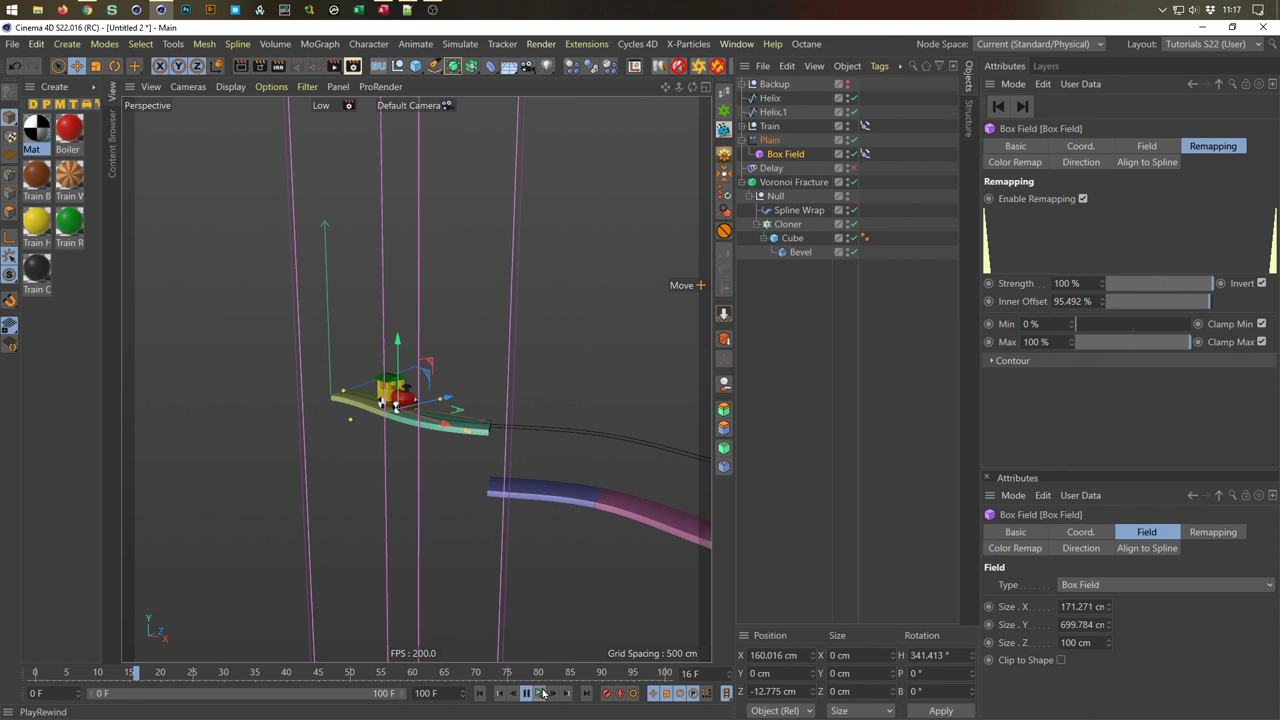 11:17
Cinema 4D S22.016 (RC) - [Untitled 2 *] - Main
File Edit Create Modes Select Tools Mesh Spline Volume MoGraph Character Animate Simulate Tracker Render Extensions Cycles 4D X-Particles Window Help Octane Node Space: Current (Standard/Physical) Layout: Tutorials S22 (User)
Create View Cameras Display Options Filter Panel ProRender
File Edit View Object Tags
Attributes Layers
Mode Edit User Data
Perspective Low Default Camera
D P M T
Mat Boiler
Train B Train W
Train H Train R
Train C
View
Content Browser
Move
FPS : 200.0
Grid Spacing : 500 cm
Y
Z
X
Backup
Helix
Helix.1
Train
Plain
Box Field
Delay
Voronoi Fracture
Null
Spline Wrap
Cloner
Cube
Bevel
Objects
Structure
Box Field [Box Field]
Basic Coord. Field Remapping
Color Remap Direction Align to Spline
Remapping
Enable Remapping
Strength 100 % Invert
Inner Offset 95.492 %
Min 0 % Clamp Min
Max 100 % Clamp Max
Contour
Attributes
Mode Edit User Data
Box Field [Box Field]
Basic Coord. Field Remapping
Color Remap Direction Align to Spline
Field
Type Box Field
Size . X 171.271 cm
Size . Y 699.784 cm
Size . Z 100 cm
Clip to Shape
Position Size Rotation
X 160.016 cm X 0 cm H 341.413 °
Y 0 cm Y 0 cm P 0 °
Z -12.775 cm Z 0 cm B 0 °
Object (Rel) Size Apply
0 5 10 15 20 25 30 35 40 45 50 55 60 65 70 75 80 85 90 95 100 16 F
0 F 0 F 100 F 100 F
PlayRewind